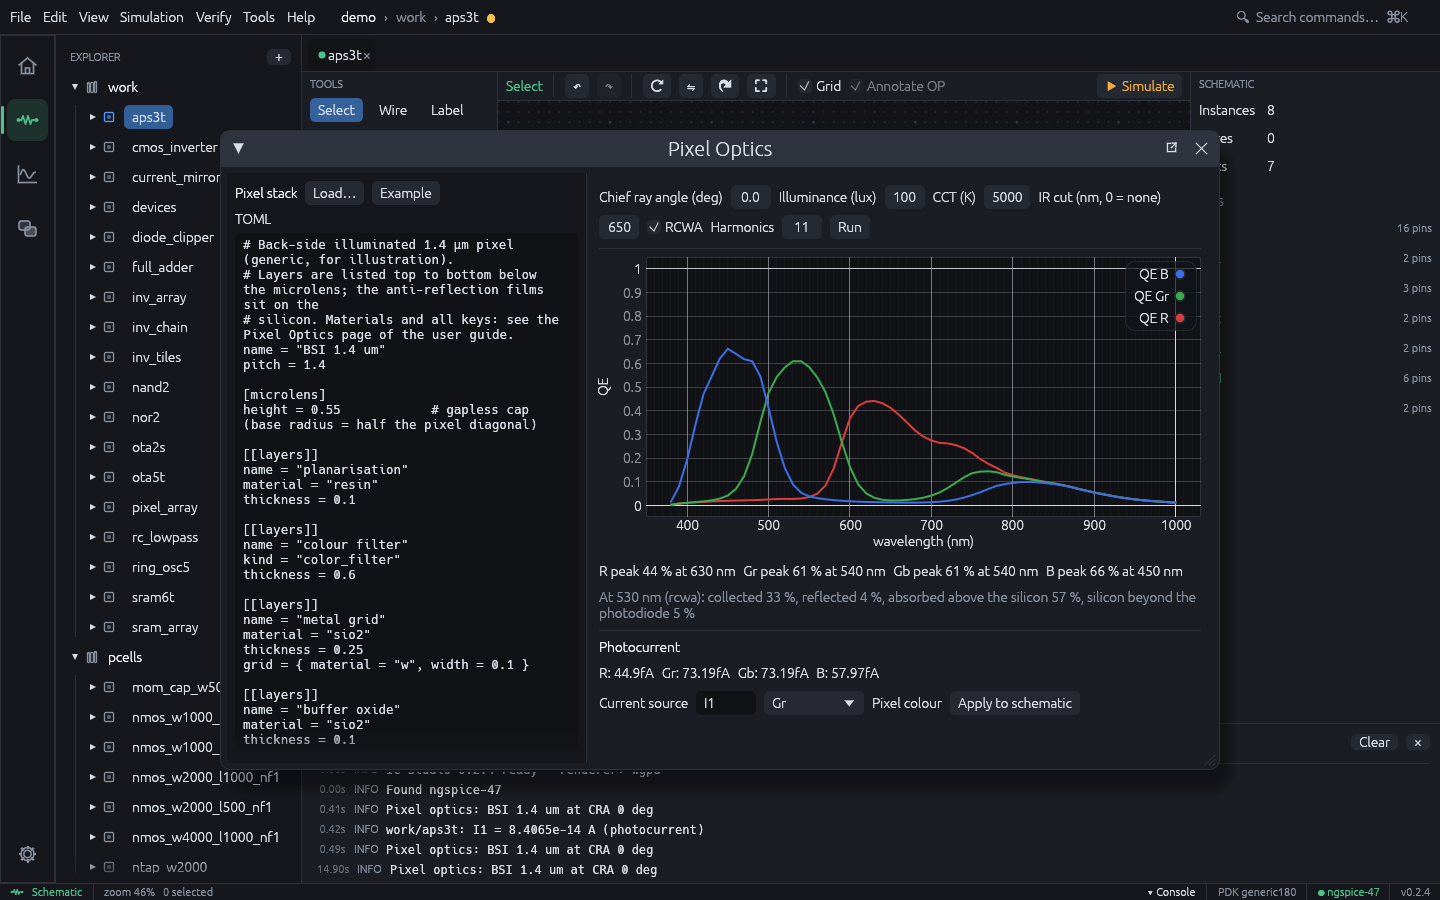 File Edit View Simulation Verify Tools Help demo › work › aps3t Search commands... ⌘K
EXPLORER +
aps3t ×
work
aps3t
cmos_inverter
current_mirror
devices
diode_clipper
full_adder
inv_array
inv_chain
inv_tiles
nand2
nor2
ota2s
ota5t
pixel_array
rc_lowpass
ring_osc5
sram6t
sram_array
pcells
mom_cap_w50
nmos_w1000_
nmos_w1000_
nmos_w2000_l1000_nf1
nmos_w2000_l500_nf1
nmos_w4000_l1000_nf1
ntap_w2000
TOOLS
Select Wire Label
Select Grid Annotate OP Simulate
SCHEMATIC
Instances 8
es 0
s 7
s
16 pins
2 pins
3 pins
2 pins
2 pins
6 pins
2 pins
Pixel Optics
Pixel stack Load... Example
TOML
# Back-side illuminated 1.4 µm pixel
(generic, for illustration).
# Layers are listed top to bottom below
the microlens; the anti-reflection films
sit on the
# silicon. Materials and all keys: see the
Pixel Optics page of the user guide.
name = "BSI 1.4 um"
pitch = 1.4
[microlens]
height = 0.55 # gapless cap
(base radius = half the pixel diagonal)
[[layers]]
name = "planarisation"
material = "resin"
thickness = 0.1
[[layers]]
name = "colour filter"
kind = "color_filter"
thickness = 0.6
[[layers]]
name = "metal grid"
material = "sio2"
thickness = 0.25
grid = { material = "w", width = 0.1 }
[[layers]]
name = "buffer oxide"
material = "sio2"
thickness = 0.1
Chief ray angle (deg) 0.0 Illuminance (lux) 100 CCT (K) 5000 IR cut (nm, 0 = none)
650 RCWA Harmonics 11 Run
QE B
QE Gr
QE R
1
0.9
0.8
0.7
0.6
0.5
0.4
0.3
0.2
0.1
0
QE
400 500 600 700 800 900 1000
wavelength (nm)
R peak 44 % at 630 nm Gr peak 61 % at 540 nm Gb peak 61 % at 540 nm B peak 66 % at 450 nm
At 530 nm (rcwa): collected 33 %, reflected 4 %, absorbed above the silicon 57 %, silicon beyond the
photodiode 5 %
Photocurrent
R: 44.9fA Gr: 73.19fA Gb: 73.19fA B: 57.97fA
Current source I1 Gr Pixel colour Apply to schematic
Clear ×
0.00s INFO Found ngspice-47
0.41s INFO Pixel optics: BSI 1.4 um at CRA 0 deg
0.42s INFO work/aps3t: I1 = 8.4065e-14 A (photocurrent)
0.49s INFO Pixel optics: BSI 1.4 um at CRA 0 deg
14.90s INFO Pixel optics: BSI 1.4 um at CRA 0 deg
Schematic zoom 46% 0 selected Console PDK generic180 ngspice-47 v0.2.4